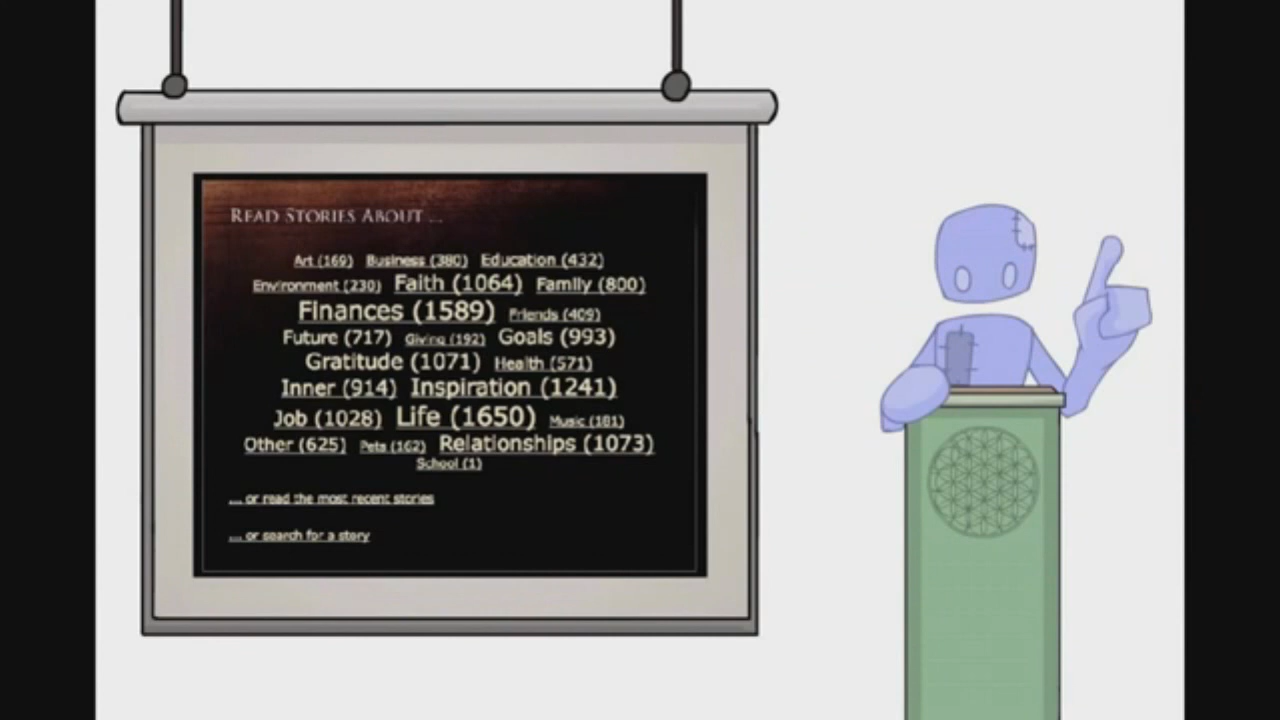 READ STORIES ABOUT ...
Art (169) Business (380) Education (432)
Environment (230) Faith (1064) Family (800)
Finances (1589) Friends (409)
Future (717) Giving (192) Goals (993)
Gratitude (1071) Health (571)
Inner (914) Inspiration (1241)
Job (1028) Life (1650) Music (181)
Other (625) Pets (162) Relationships (1073)
School (1)
... or read the most recent stories
... or search for a story